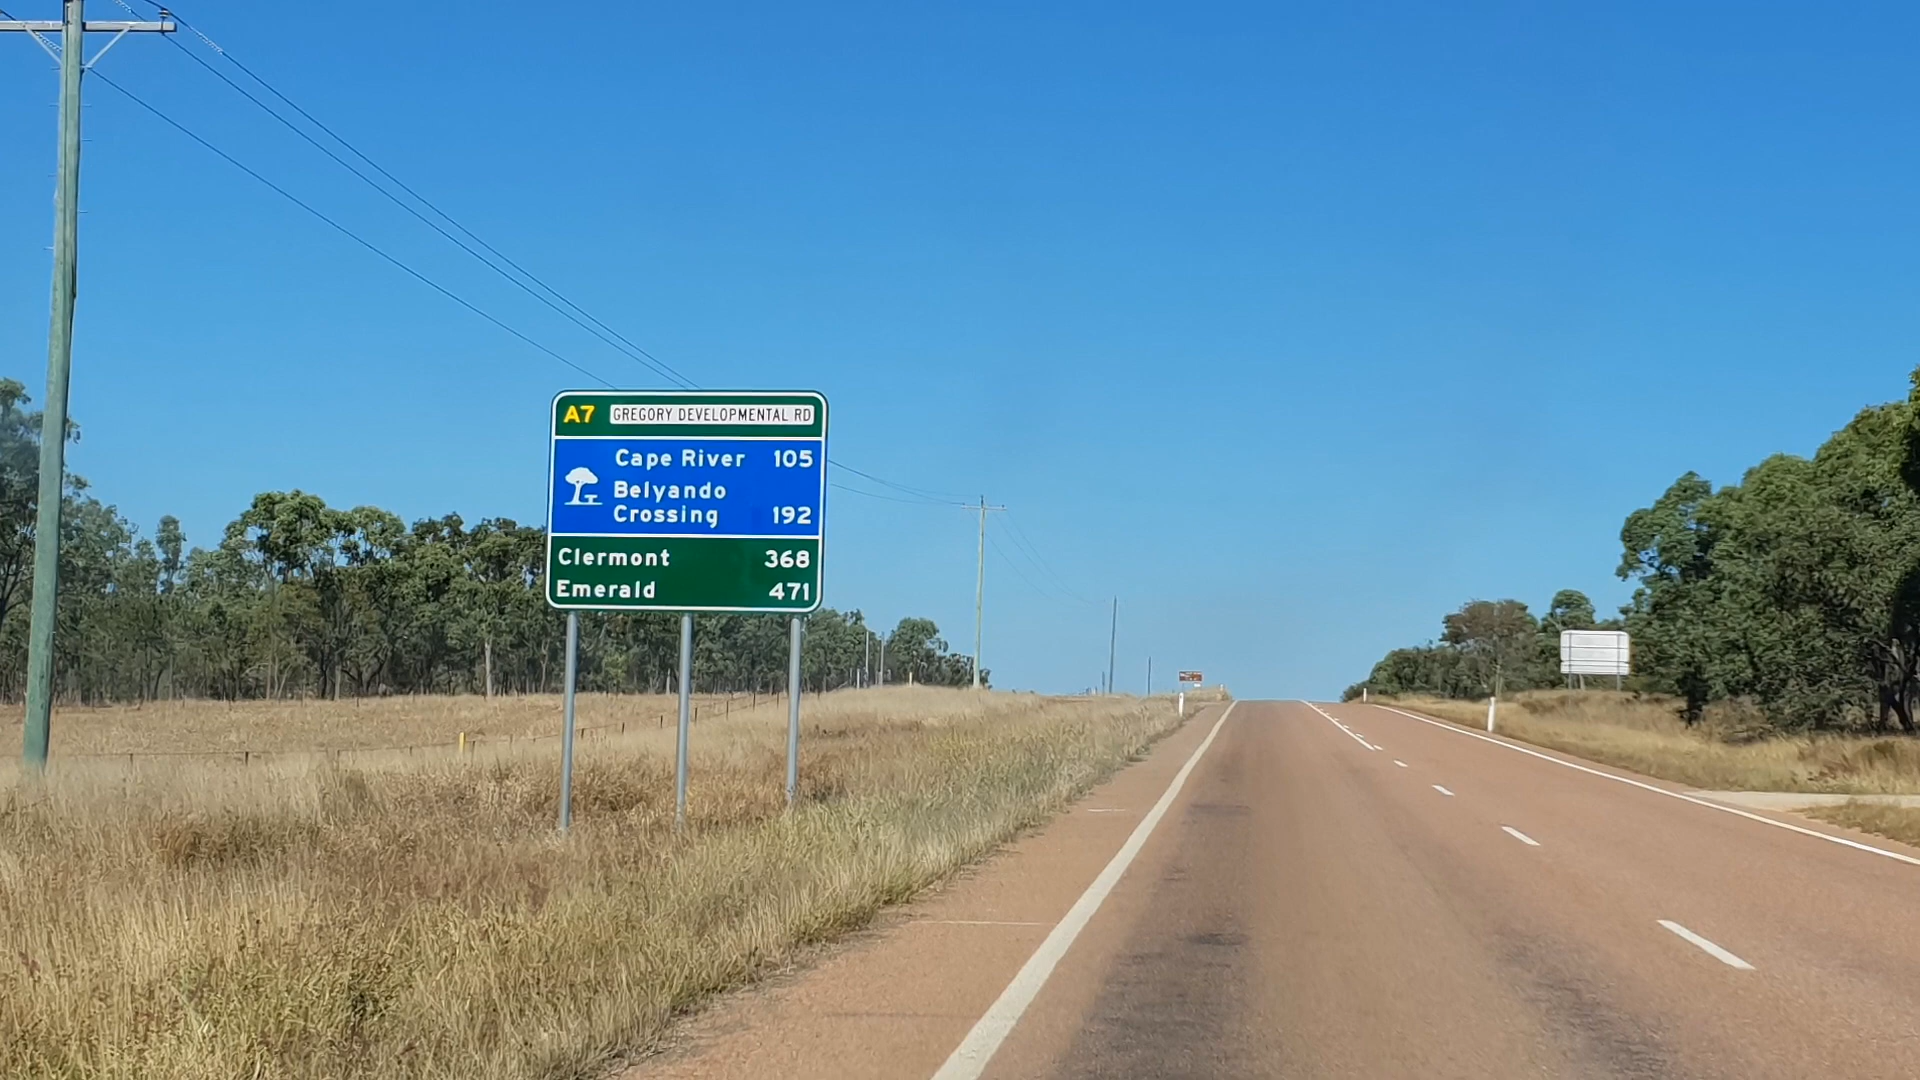 A7 GREGORY DEVELOPMENTAL RD
Cape River 105
Belyando
Crossing 192
Clermont 368
Emerald 471